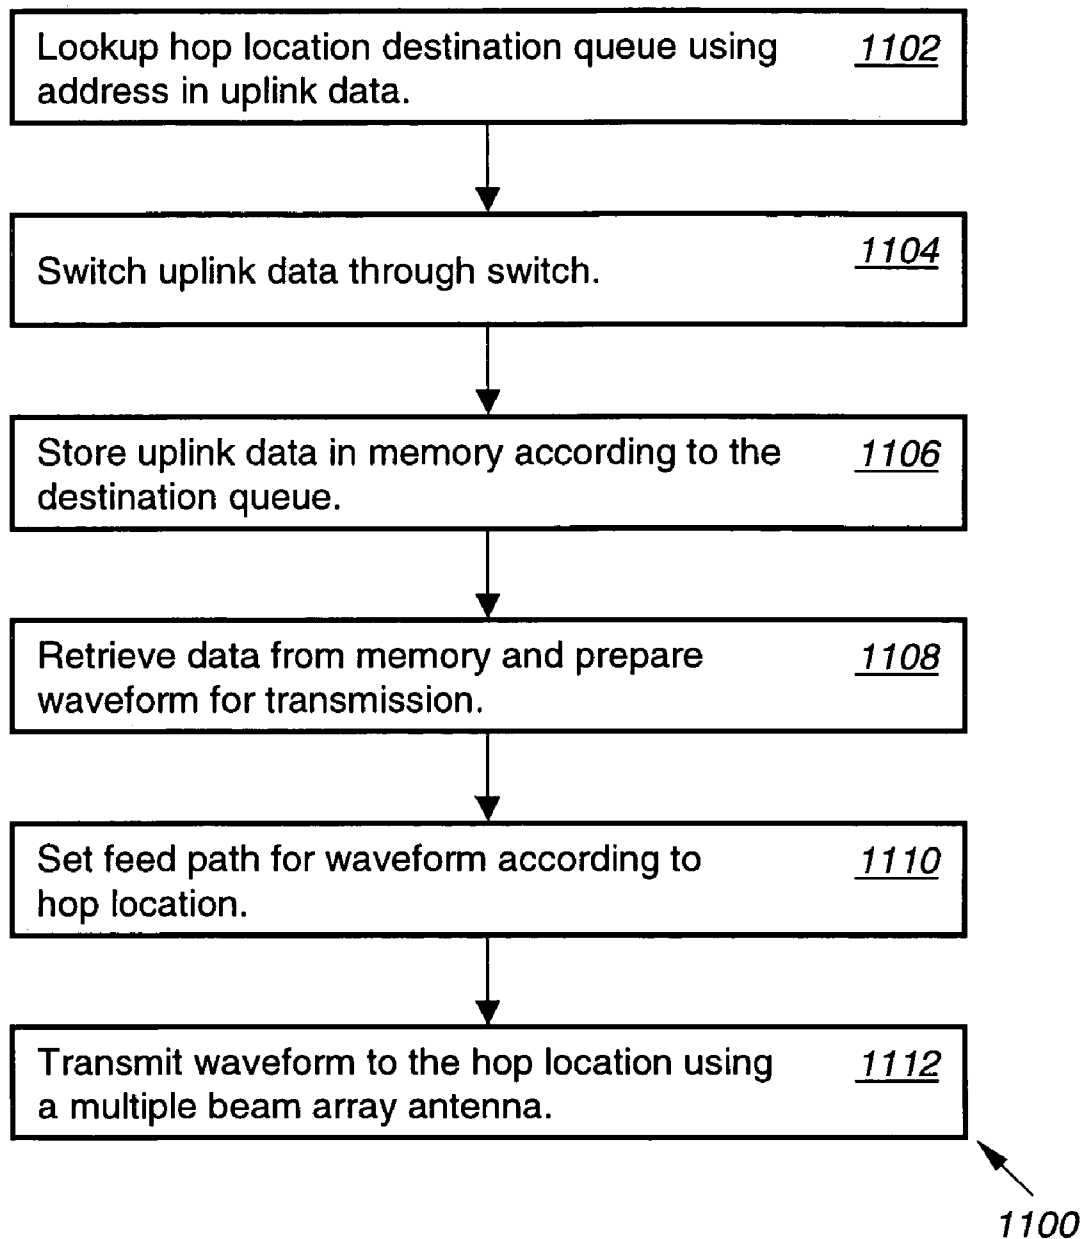 Lookup hop location destination queue using 1102
address in uplink data.
Switch uplink data through switch. 1104
Store uplink data in memory according to the 1106
destination queue.
Retrieve data from memory and prepare 1108
waveform for transmission.
Set feed path for waveform according to 1110
hop location.
Transmit waveform to the hop location using 1112
a multiple beam array antenna.
1100